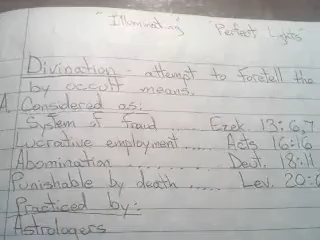 "Illuminating" "Perfect Lights"
Divination - attempt to foretell the
by occult means.
A. Considered as:
System of fraud ..... Ezek. 13:6,7
Lucrative employment..... Acts 16:16
Abomination ..... Deut. 18:11
Punishable by death ..... Lev. 20:6
Practiced by:
Astrologers